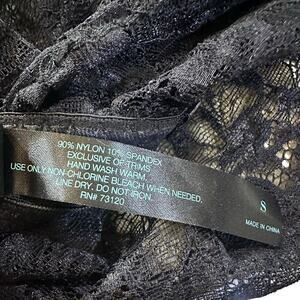 90% NYLON 10% SPANDEX
EXCLUSIVE OF TRIMS
HAND WASH WARM
USE ONLY NON-CHLORINE BLEACH WHEN NEEDED.
LINE DRY. DO NOT IRON.
RN# 73120
S
MADE IN CHINA